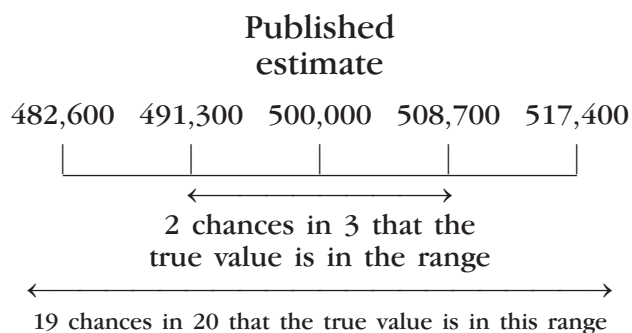 Published
estimate
482,600 491,300 500,000 508,700 517,400
2 chances in 3 that the
true value is in the range
19 chances in 20 that the true value is in this range